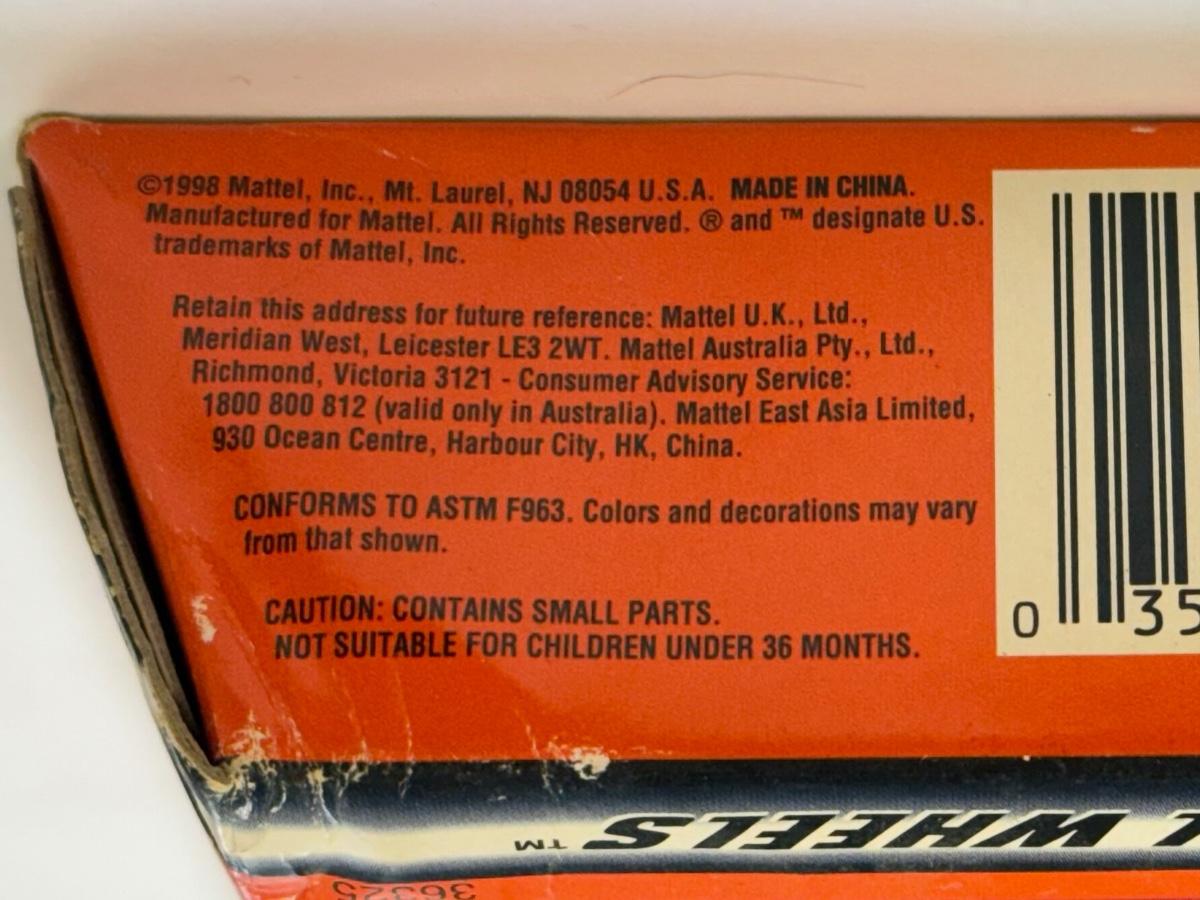 ©1998 Mattel, Inc., Mt. Laurel, NJ 08054 U.S.A. MADE IN CHINA.
Manufactured for Mattel. All Rights Reserved. ® and ™ designate U.S.
trademarks of Mattel, Inc.
Retain this address for future reference: Mattel U.K., Ltd.,
Meridian West, Leicester LE3 2WT. Mattel Australia Pty., Ltd.,
Richmond, Victoria 3121 - Consumer Advisory Service:
1800 800 812 (valid only in Australia). Mattel East Asia Limited,
930 Ocean Centre, Harbour City, HK, China.
CONFORMS TO ASTM F963. Colors and decorations may vary
from that shown.
CAUTION: CONTAINS SMALL PARTS.
NOT SUITABLE FOR CHILDREN UNDER 36 MONTHS.
0 35
WHEELS™
36325